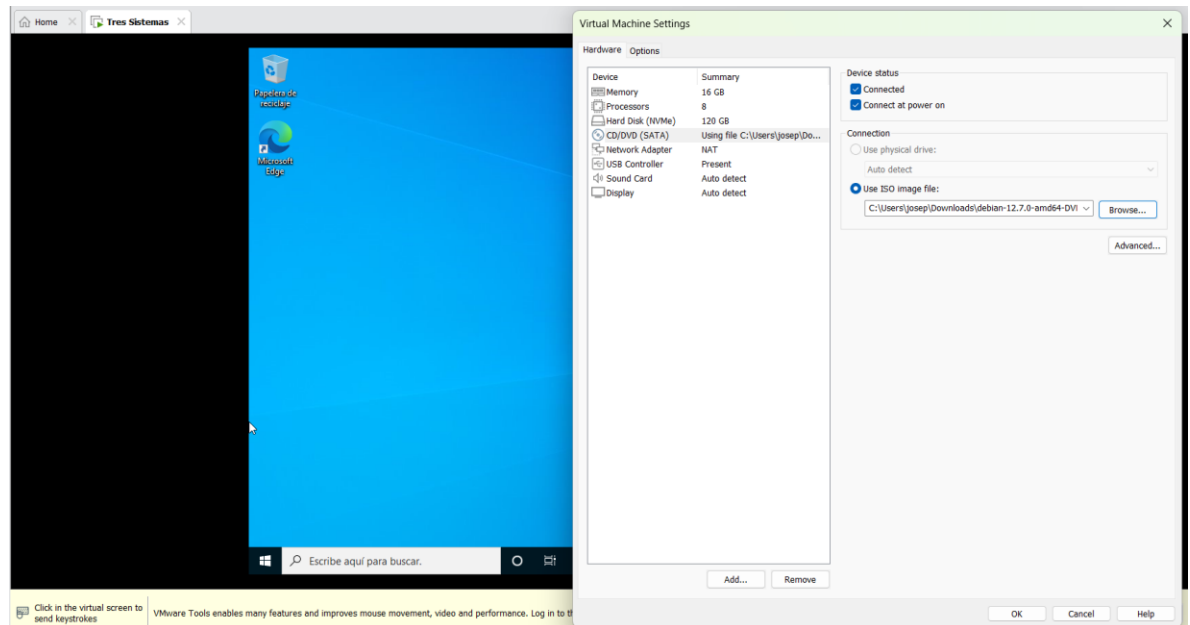 Home
Tres Sistemas
Papelera de
reciclaje
Microsoft
Edge
Escribe aquí para buscar.
Click in the virtual screen to
send keystrokes
VMware Tools enables many features and improves mouse movement, video and performance. Log in to
Virtual Machine Settings
Hardware Options
Device Summary
Memory 16 GB
Processors 8
Hard Disk (NVMe) 120 GB
CD/DVD (SATA) Using file C:\Users\josep\Do...
Network Adapter NAT
USB Controller Present
Sound Card Auto detect
Display Auto detect
Add... Remove
Device status
Connected
Connect at power on
Connection
Use physical drive:
Auto detect
Use ISO image file:
C:\Users\josep\Downloads\debian-12.7.0-amd64-DVI
Browse...
Advanced...
OK Cancel Help